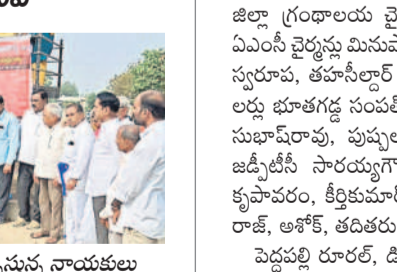 జిల్లా గ్రంథాలయ చై
ఏఎంసీ చైర్మన్లు మినుపా
స్వరూప, తహసీల్దార్
లర్లు భూతగడ్డ సంపత్
సుభాష్‌రావు, పుష్పల
జడ్పీటీసీ సారయ్యగౌ
కృపావరం, కీర్తికుమార్
రాజ్, అశోక్, తదితరు
పెద్దపల్లి రూరల్, డి
స్తున్న నాయకులు